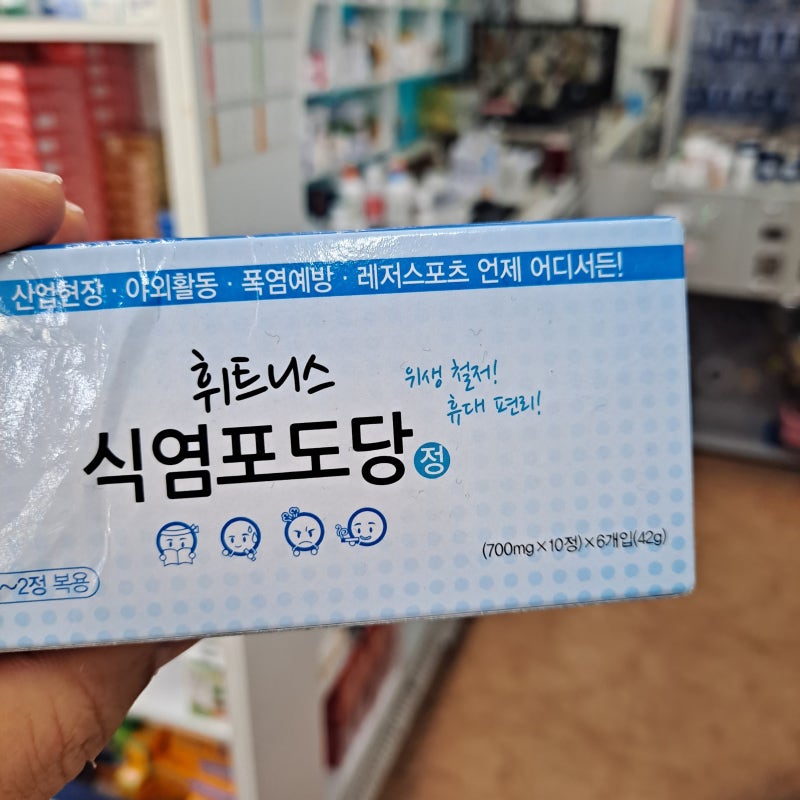 산업현장 · 야외활동 · 폭염예방 · 레저스포츠 언제 어디서든!
휘트니스
위생 철저!
휴대 편리!
식염포도당 정
(700mg×10정)×6개입(42g)
~2정 복용